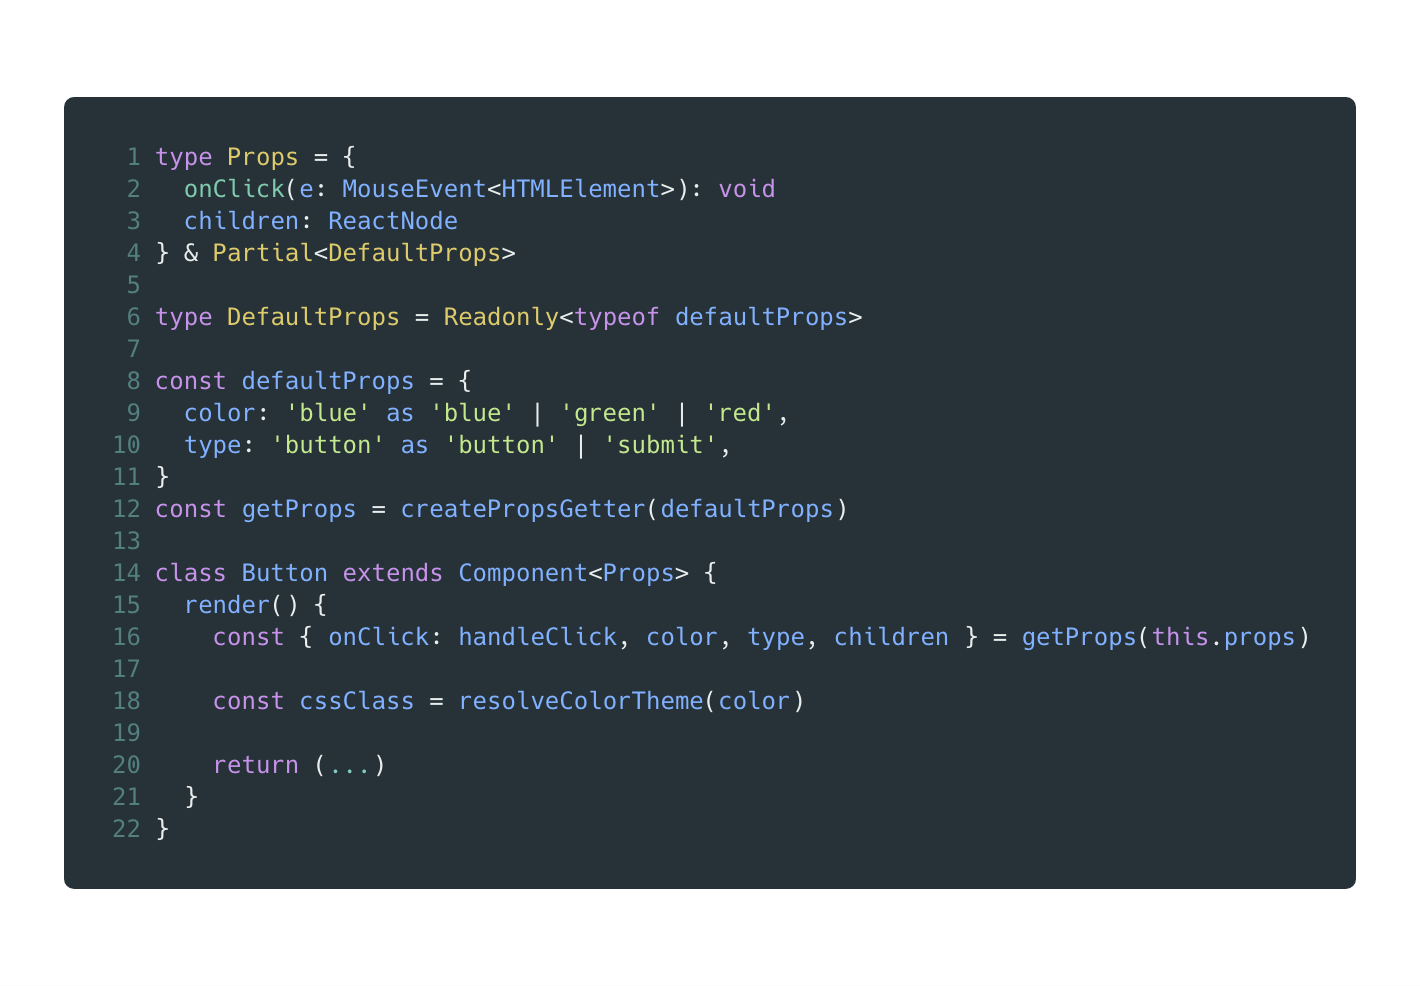 1 type Props = {
2   onClick(e: MouseEvent<HTMLElement>): void
3   children: ReactNode
4 } & Partial<DefaultProps>
5
6 type DefaultProps = Readonly<typeof defaultProps>
7
8 const defaultProps = {
9   color: 'blue' as 'blue' | 'green' | 'red',
10   type: 'button' as 'button' | 'submit',
11 }
12 const getProps = createPropsGetter(defaultProps)
13
14 class Button extends Component<Props> {
15   render() {
16     const { onClick: handleClick, color, type, children } = getProps(this.props)
17
18     const cssClass = resolveColorTheme(color)
19
20     return (...)
21   }
22 }